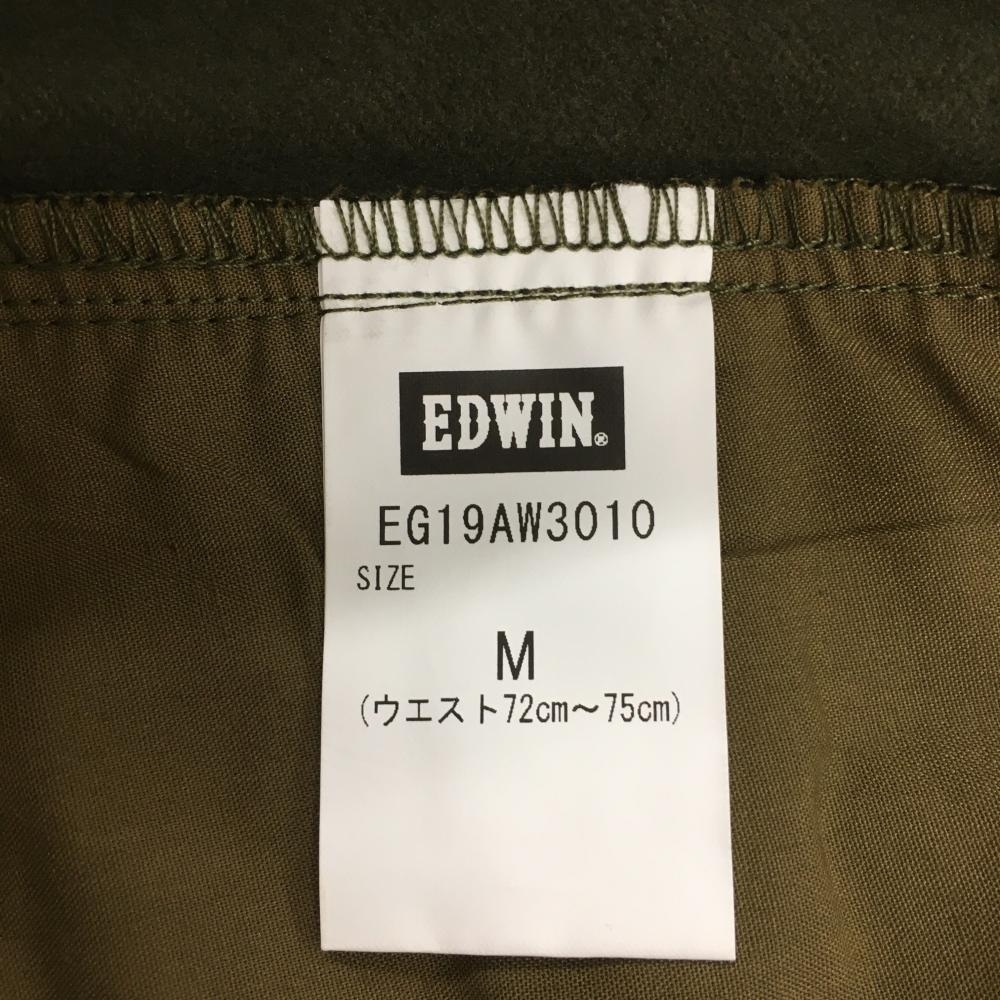 EDWIN
EG19AW3010
SIZE
M
(ウエスト72cm～75cm)